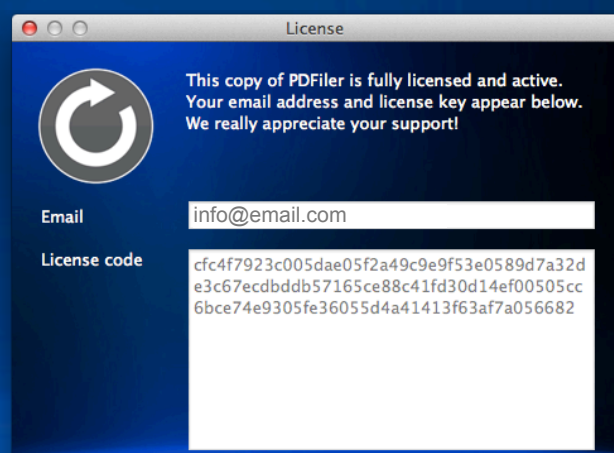 License
This copy of PDFiler is fully licensed and active.
Your email address and license key appear below.
We really appreciate your support!
Email
info@email.com
License code
cfc4f7923c005dae05f2a49c9e9f53e0589d7a32d
e3c67ecdbddb57165ce88c41fd30d14ef00505cc
6bce74e9305fe36055d4a41413f63af7a056682